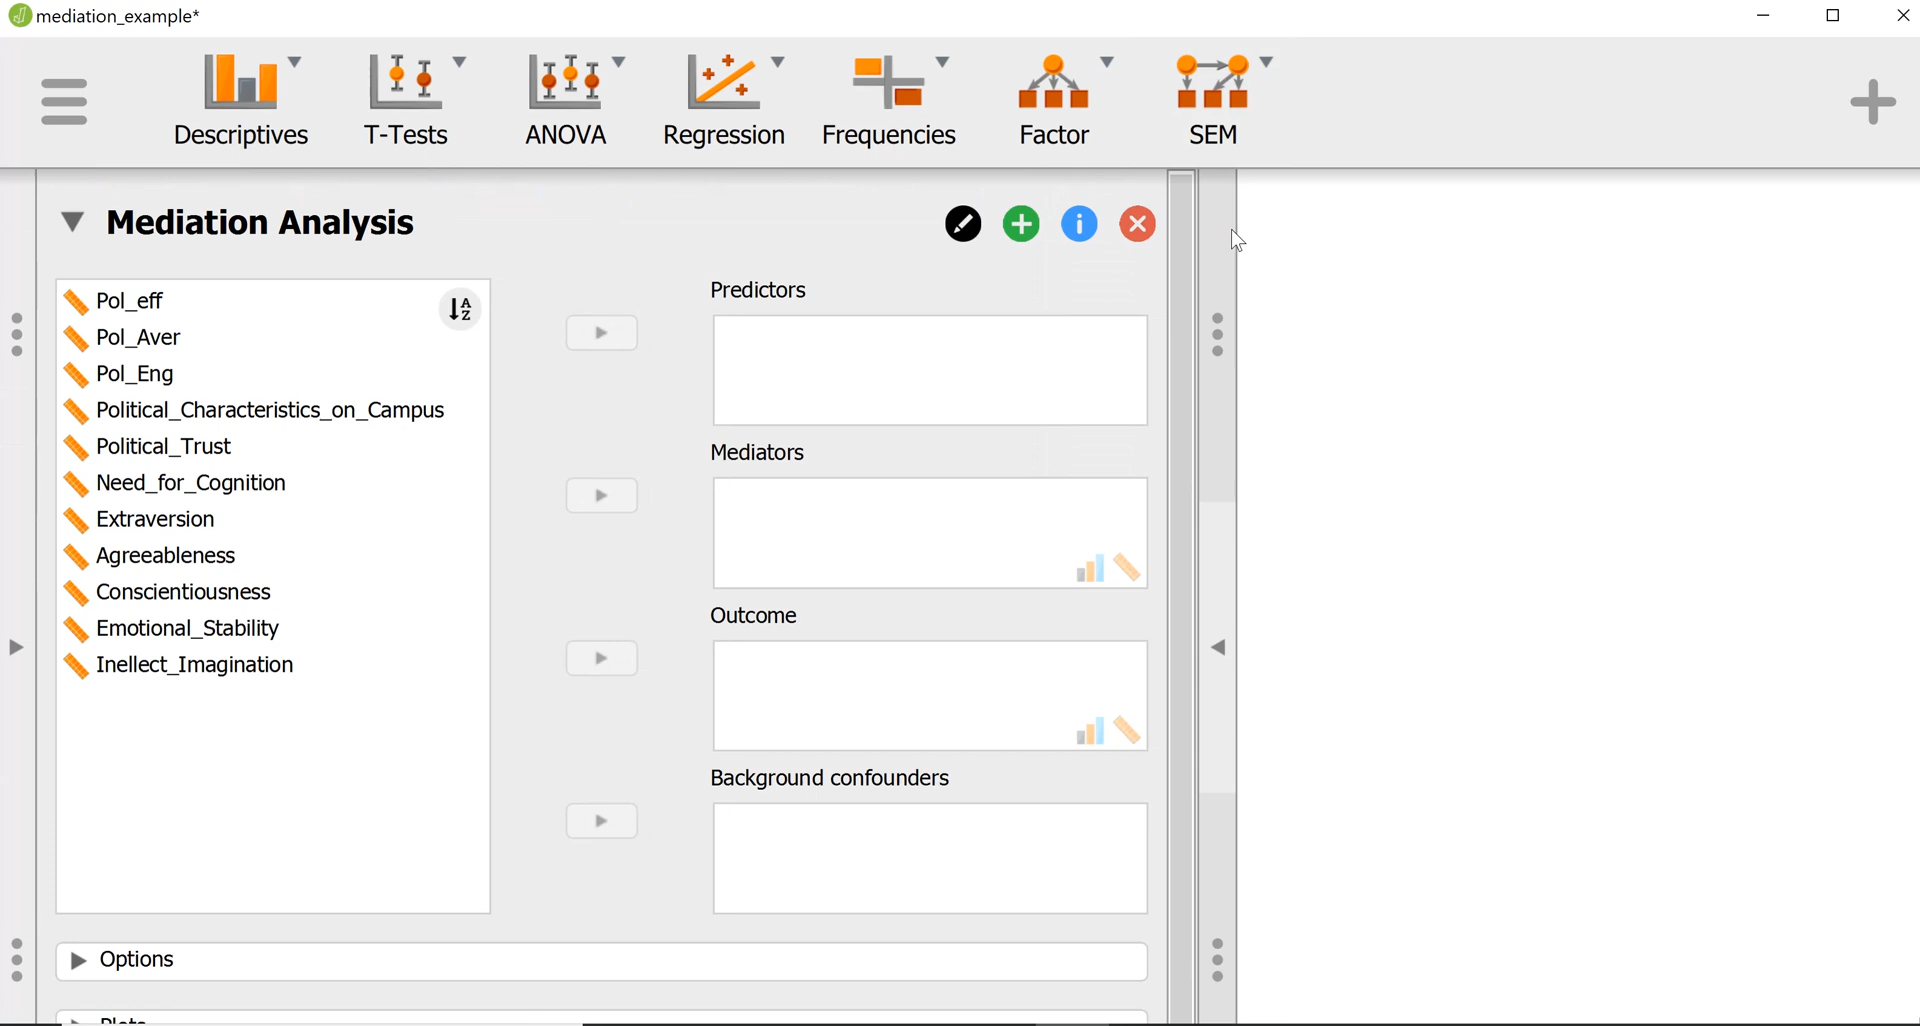 mediation_example*
Descriptives
T-Tests
ANOVA
Regression
Frequencies
Factor
SEM
Mediation Analysis
Pol_eff
Pol_Aver
Pol_Eng
Political_Characteristics_on_Campus
Political_Trust
Need_for_Cognition
Extraversion
Agreeableness
Conscientiousness
Emotional_Stability
Inellect_Imagination
A
Z
Predictors
Mediators
Outcome
Background confounders
Options
Plots